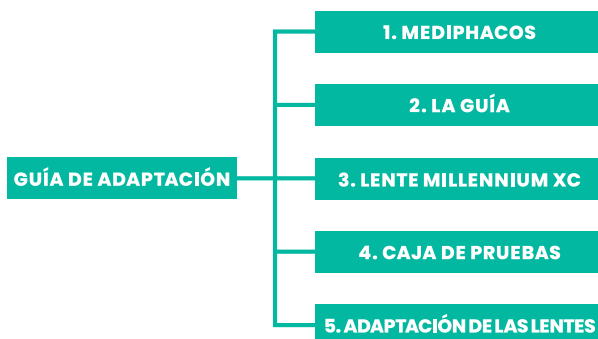 GUÍA DE ADAPTACIÓN
1. MEDIPHACOS
2. LA GUÍA
3. LENTE MILLENNIUM XC
4. CAJA DE PRUEBAS
5. ADAPTACIÓN DE LAS LENTES